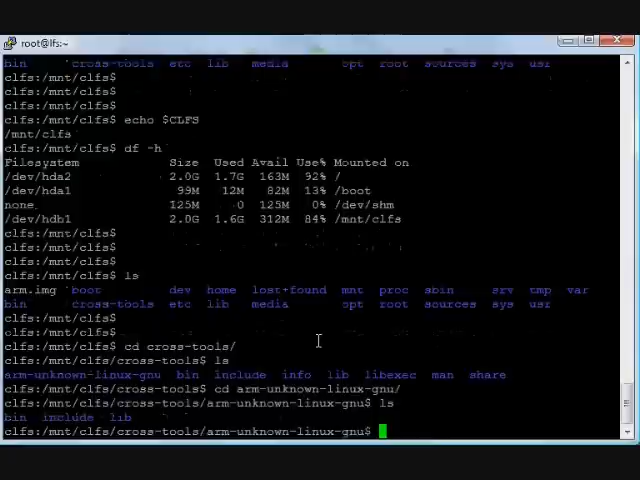 root@lfs:~
bin cross-tools etc lib media opt root sources sys usr
clfs:/mnt/clfs$
clfs:/mnt/clfs$
clfs:/mnt/clfs$
clfs:/mnt/clfs$ echo $CLFS
/mnt/clfs
clfs:/mnt/clfs$ df -h
Filesystem Size Used Avail Use% Mounted on
/dev/hda2 2.0G 1.7G 163M 92% /
/dev/hda1 99M 12M 82M 13% /boot
none 125M 0 125M 0% /dev/shm
/dev/hdb1 2.0G 1.6G 312M 84% /mnt/clfs
clfs:/mnt/clfs$
clfs:/mnt/clfs$
clfs:/mnt/clfs$
clfs:/mnt/clfs$ ls
arm.img boot dev home lost+found mnt proc sbin srv tmp var
bin cross-tools etc lib media opt root sources sys usr
clfs:/mnt/clfs$
clfs:/mnt/clfs$
clfs:/mnt/clfs$ cd cross-tools/
clfs:/mnt/clfs/cross-tools$ ls
arm-unknown-linux-gnu bin include info lib libexec man share
clfs:/mnt/clfs/cross-tools$ cd arm-unknown-linux-gnu/
clfs:/mnt/clfs/cross-tools/arm-unknown-linux-gnu$ ls
bin include lib
clfs:/mnt/clfs/cross-tools/arm-unknown-linux-gnu$